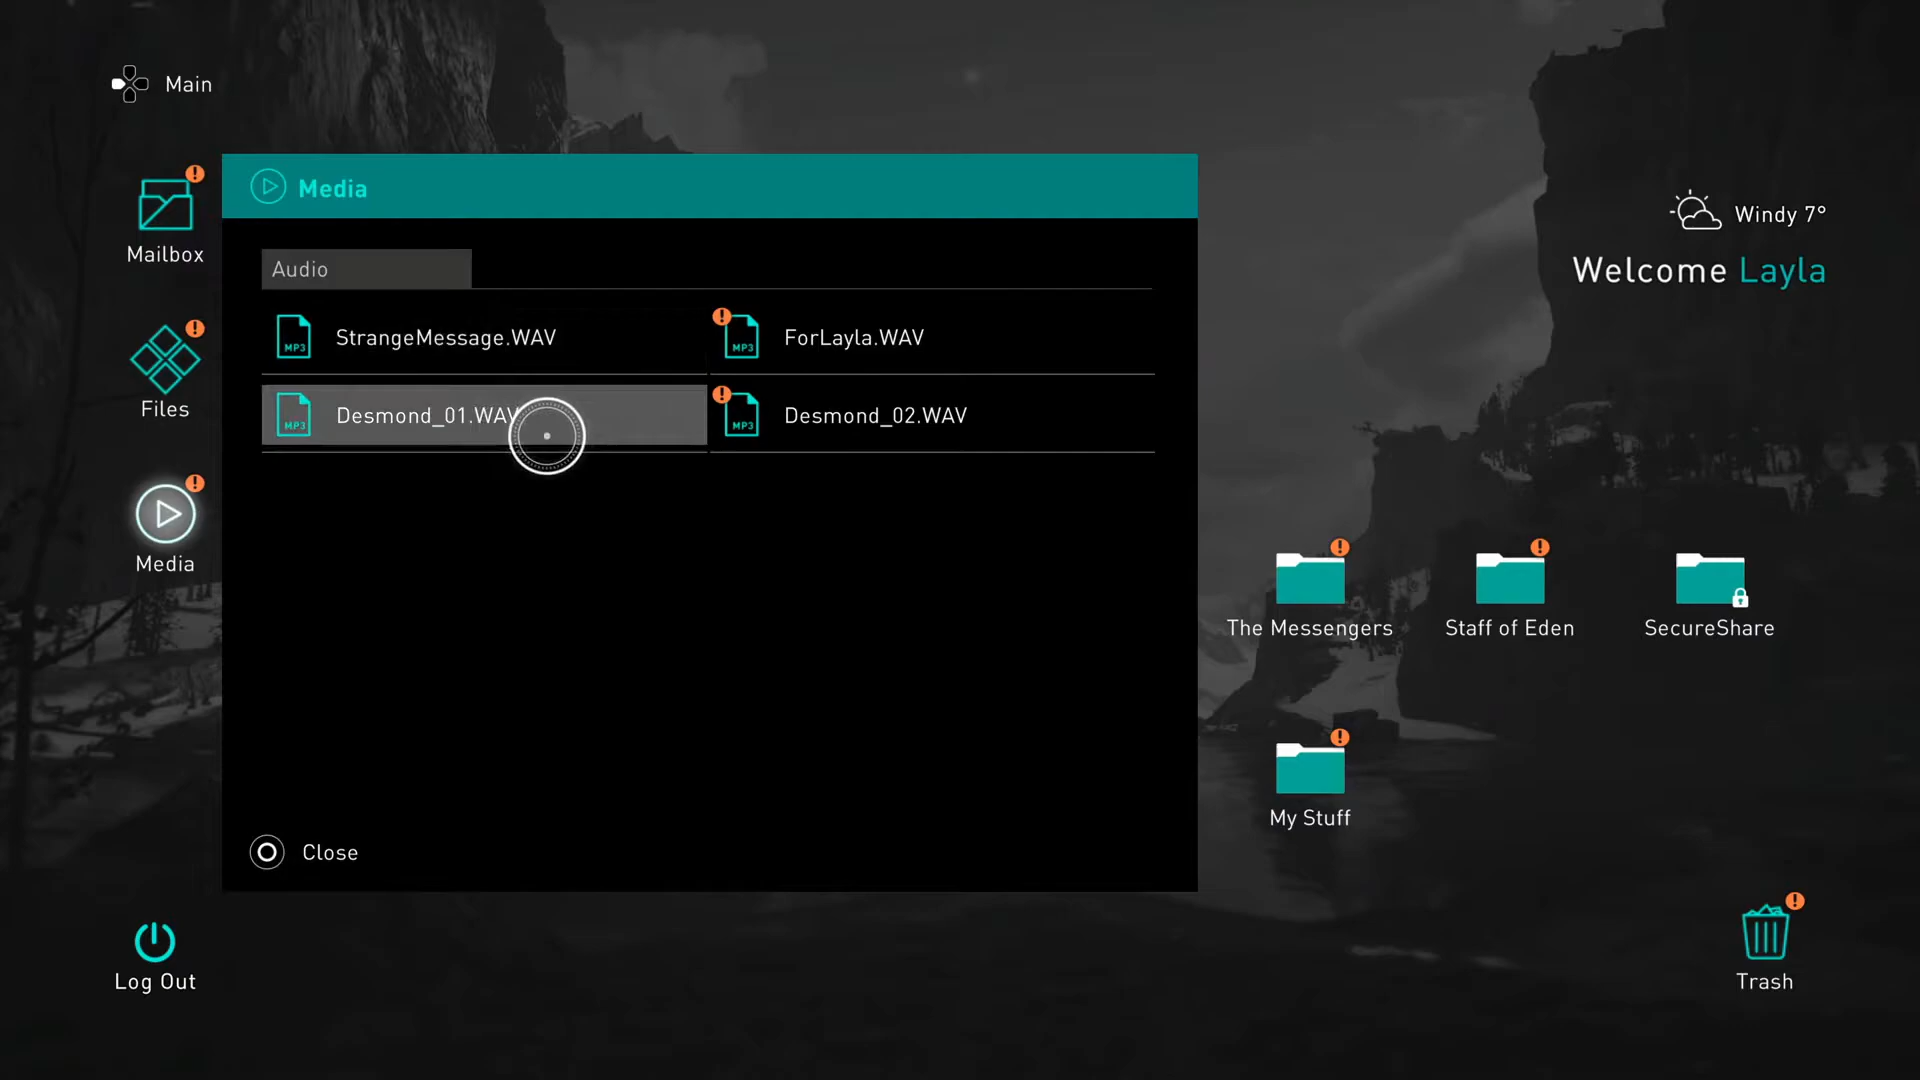 Main
Mailbox
Files
Media
Log Out
Media
Audio
MP3 StrangeMessage.WAV
MP3 ForLayla.WAV
MP3 Desmond_01.WAV
MP3 Desmond_02.WAV
Close
Windy 7°
Welcome Layla
The Messengers
Staff of Eden
SecureShare
My Stuff
Trash